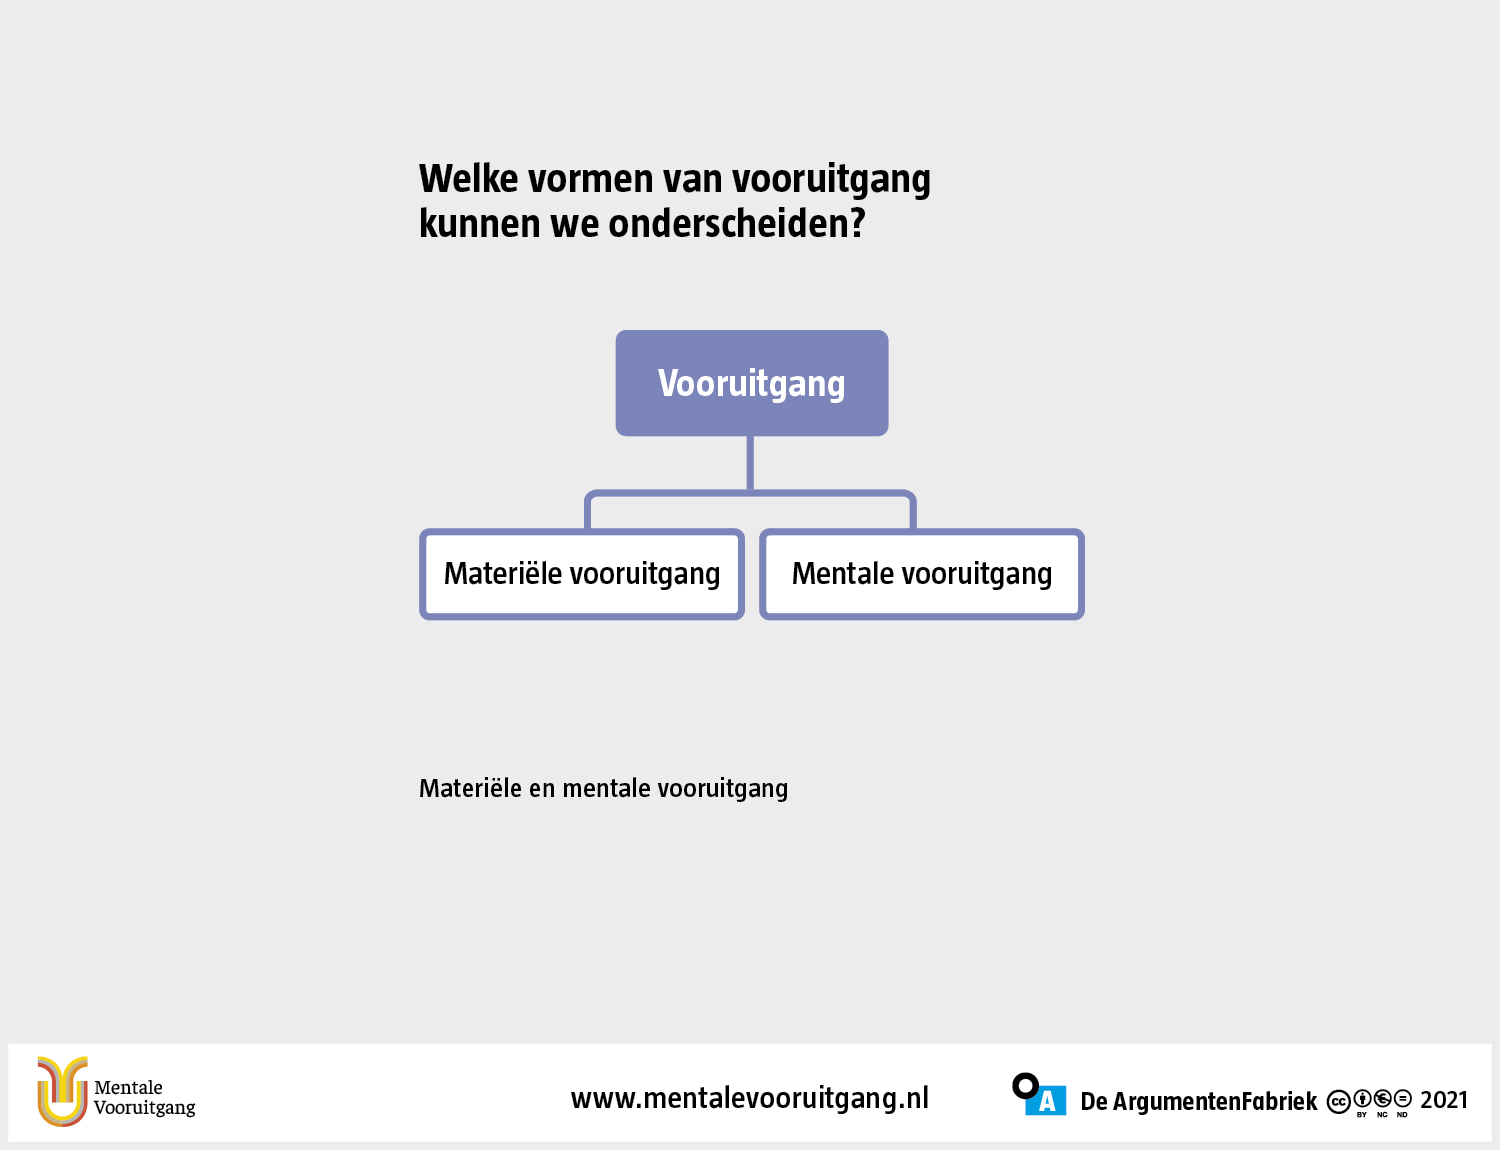 Welke vormen van vooruitgang
kunnen we onderscheiden?
Vooruitgang
Materiële vooruitgang
Mentale vooruitgang
Materiële en mentale vooruitgang
Mentale
Vooruitgang
www.mentalevooruitgang.nl
A
De ArgumentenFabriek
cc
BY NC ND
2021